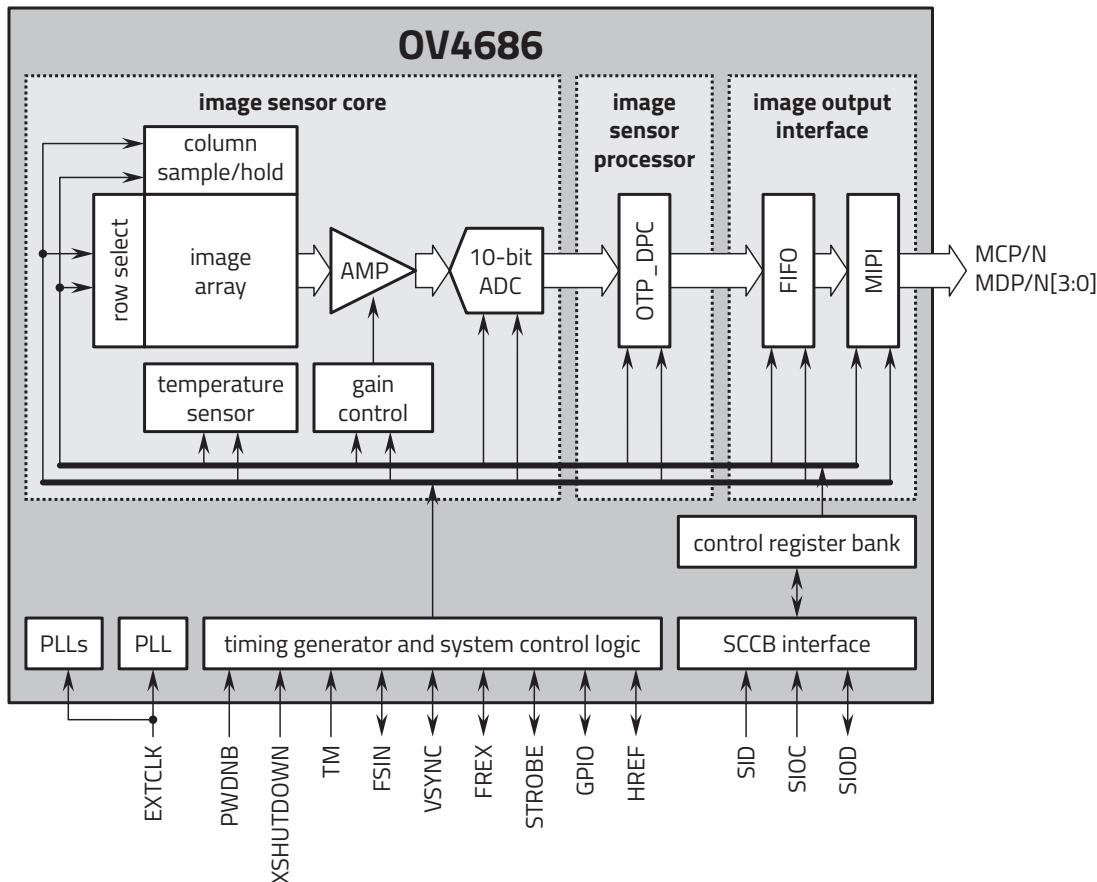 OV4686
image sensor core
image
sensor
processor
image output
interface
column
sample/hold
row select
image
array
AMP
10-bit
ADC
OTP_DPC
FIFO
MIPI
MCP/N
MDP/N[3:0]
temperature
sensor
gain
control
control register bank
PLLs
PLL
timing generator and system control logic
SCCB interface
EXTCLK
PWDNB
XSHUTDOWN
TM
FSIN
VSYNC
FREX
STROBE
GPIO
HREF
SID
SIOC
SIOD